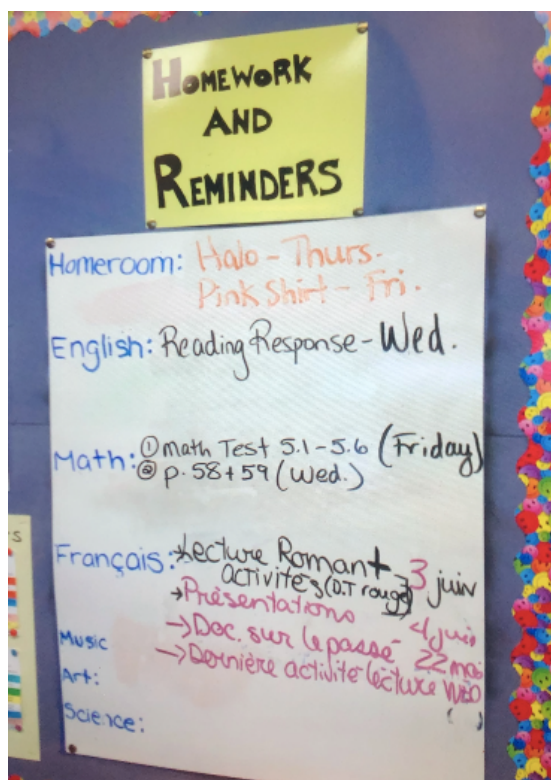 HOMEWORK
AND
REMINDERS
Homeroom: Halo - Thurs.
Pink Shirt - Fri.
English: Reading Response - Wed.
Math: ① math Test 5.1-5.6 (Friday)
② p. 58+59 (Wed.)
Français: → Lecture Roman + 3 juin
activités (D.T rouge)
→ Présentations 4 juin
→ Doc. sur le passé - 22 mai
→ Dernière activité lecture WED
Music
Art:
Science: